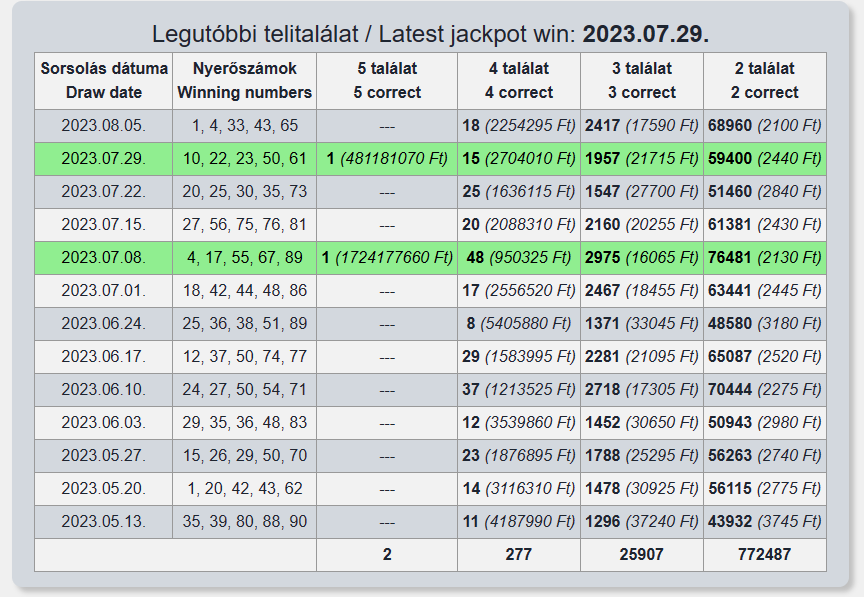 Legutóbbi telitalálat / Latest jackpot win: 2023.07.29.
Sorsolás dátuma Nyerőszámok 5 találat 4 találat 3 találat 2 találat
Draw date Winning numbers 5 correct 4 correct 3 correct 2 correct
2023.08.05. 1, 4, 33, 43, 65 --- 18 (2254295 Ft) 2417 (17590 Ft) 68960 (2100 Ft)
2023.07.29. 10, 22, 23, 50, 61 1 (481181070 Ft) 15 (2704010 Ft) 1957 (21715 Ft) 59400 (2440 Ft)
2023.07.22. 20, 25, 30, 35, 73 --- 25 (1636115 Ft) 1547 (27700 Ft) 51460 (2840 Ft)
2023.07.15. 27, 56, 75, 76, 81 --- 20 (2088310 Ft) 2160 (20255 Ft) 61381 (2430 Ft)
2023.07.08. 4, 17, 55, 67, 89 1 (1724177660 Ft) 48 (950325 Ft) 2975 (16065 Ft) 76481 (2130 Ft)
2023.07.01. 18, 42, 44, 48, 86 --- 17 (2556520 Ft) 2467 (18455 Ft) 63441 (2445 Ft)
2023.06.24. 25, 36, 38, 51, 89 --- 8 (5405880 Ft) 1371 (33045 Ft) 48580 (3180 Ft)
2023.06.17. 12, 37, 50, 74, 77 --- 29 (1583995 Ft) 2281 (21095 Ft) 65087 (2520 Ft)
2023.06.10. 24, 27, 50, 54, 71 --- 37 (1213525 Ft) 2718 (17305 Ft) 70444 (2275 Ft)
2023.06.03. 29, 35, 36, 48, 83 --- 12 (3539860 Ft) 1452 (30650 Ft) 50943 (2980 Ft)
2023.05.27. 15, 26, 29, 50, 70 --- 23 (1876895 Ft) 1788 (25295 Ft) 56263 (2740 Ft)
2023.05.20. 1, 20, 42, 43, 62 --- 14 (3116310 Ft) 1478 (30925 Ft) 56115 (2775 Ft)
2023.05.13. 35, 39, 80, 88, 90 --- 11 (4187990 Ft) 1296 (37240 Ft) 43932 (3745 Ft)
2 277 25907 772487